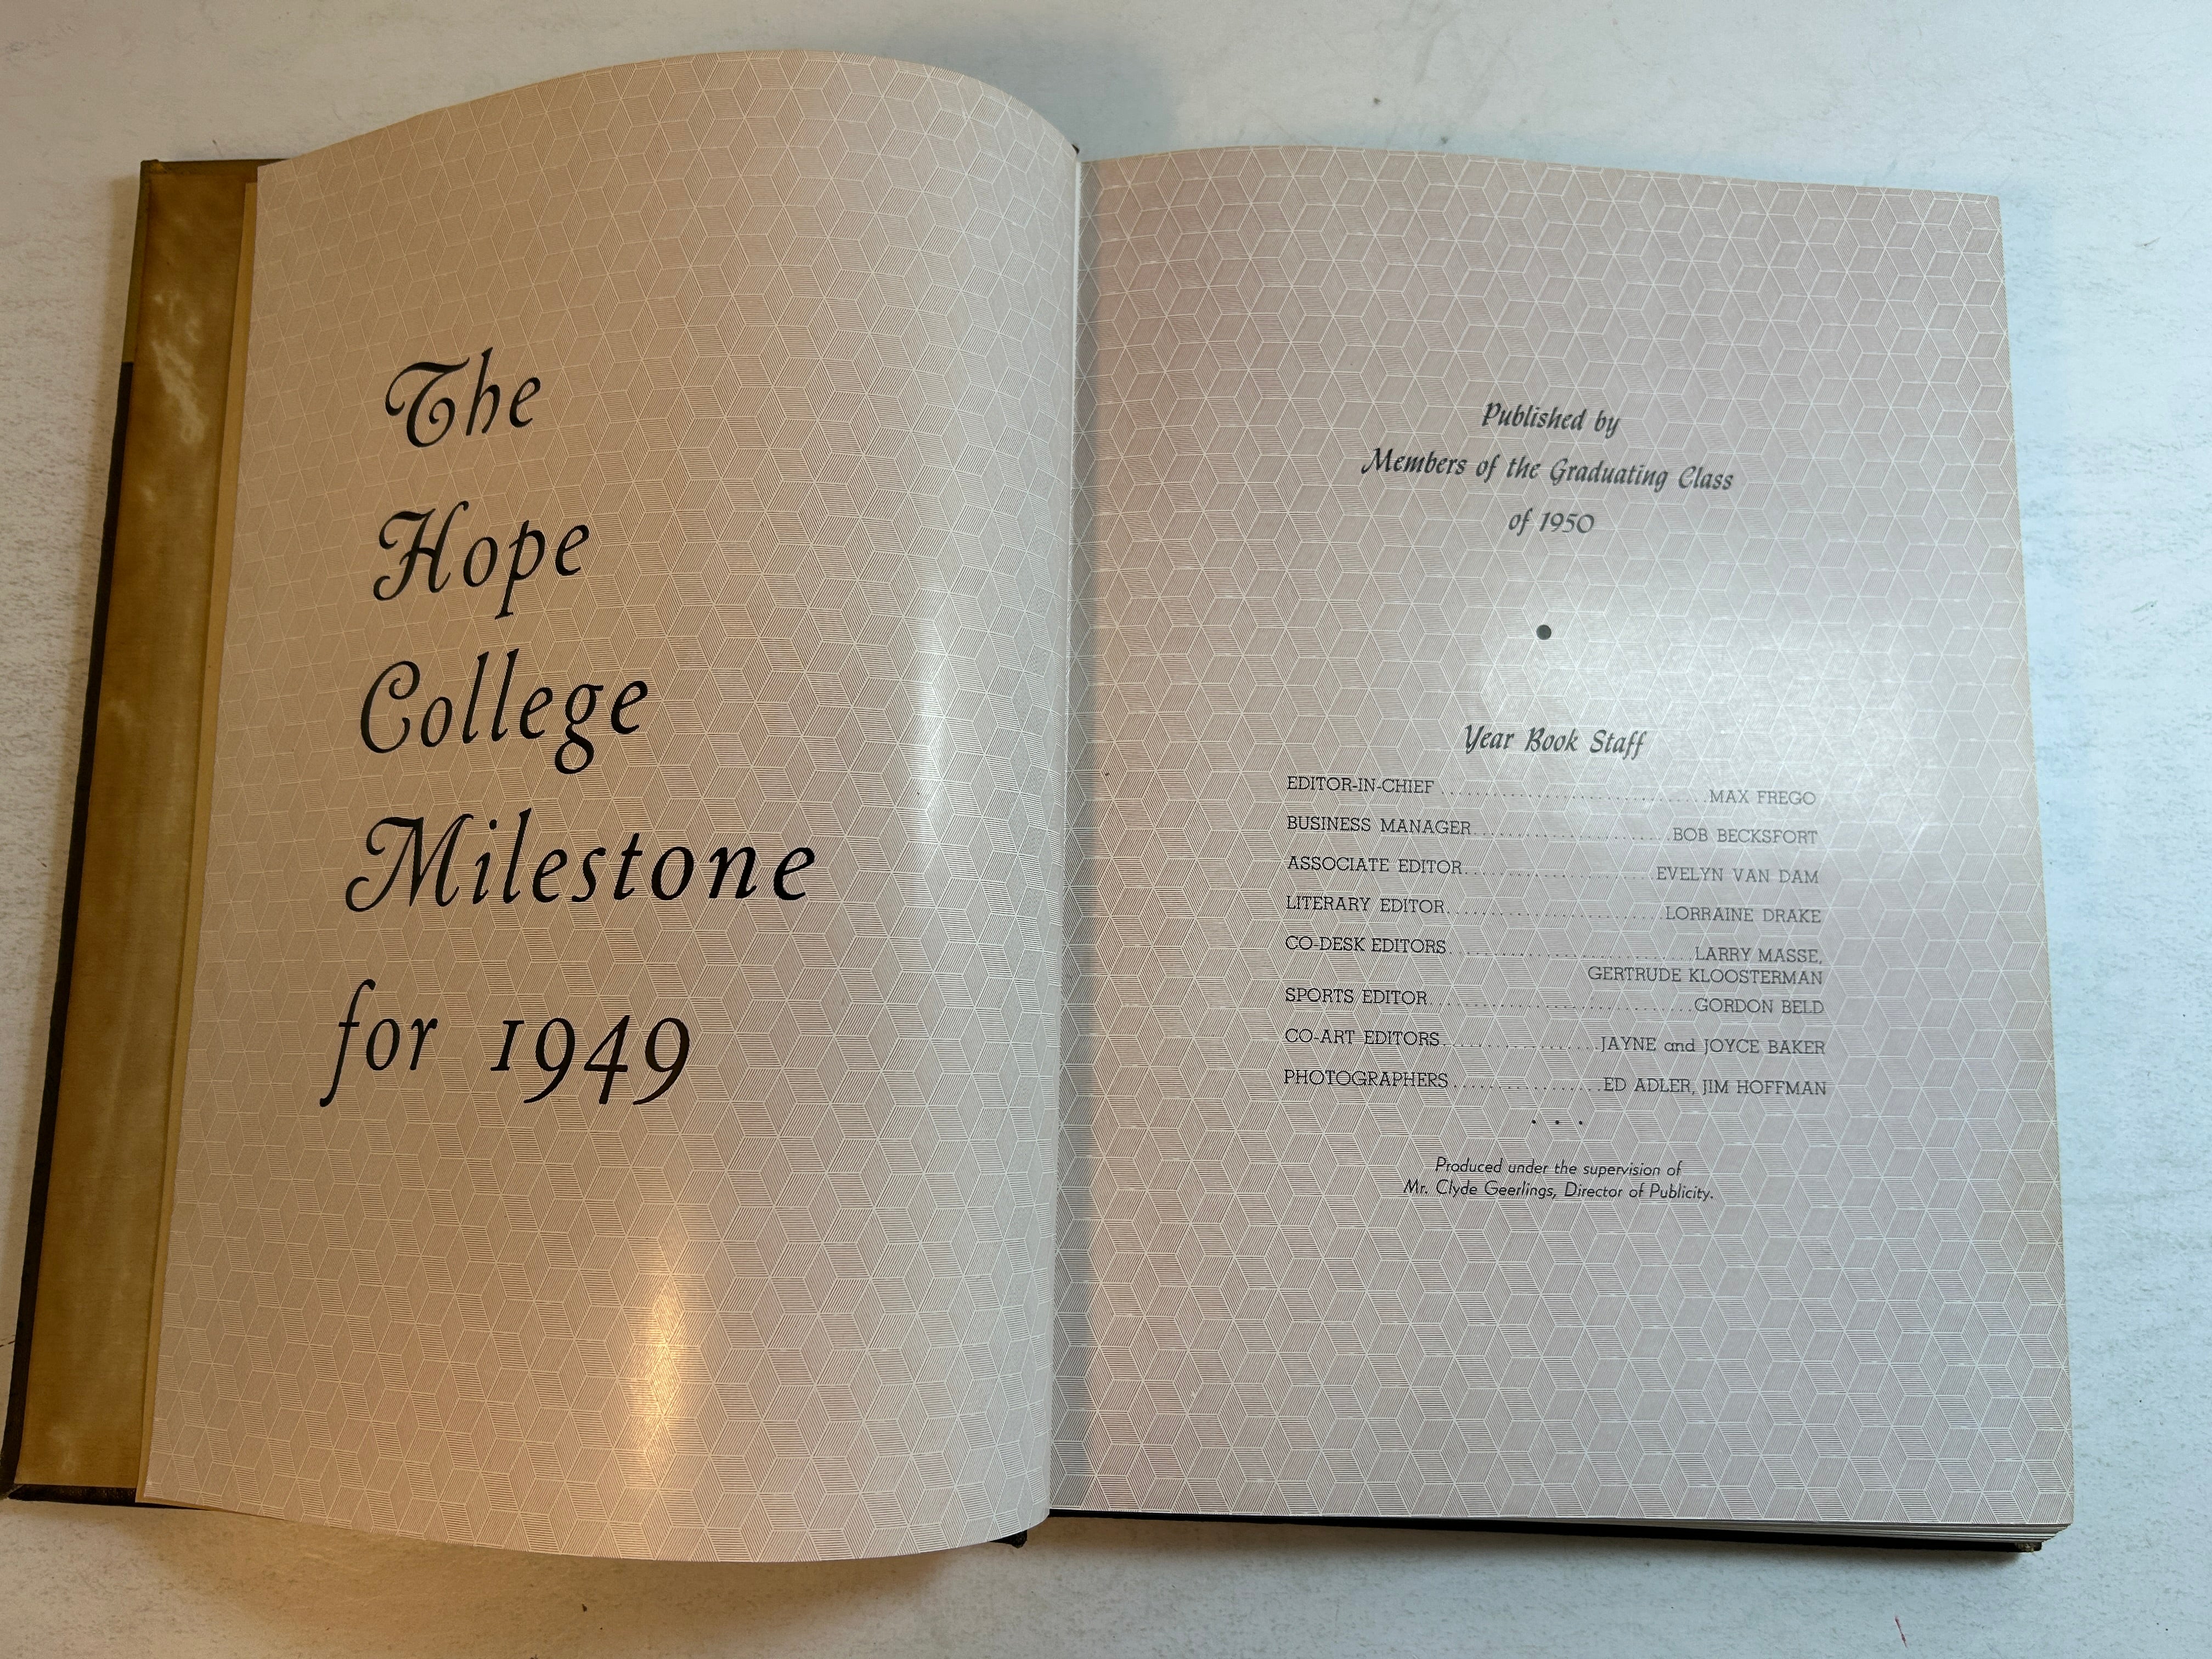 The
Hope
College
Milestone
for 1949
Published by
Members of the Graduating Class
of 1950
Year Book Staff
EDITOR-IN-CHIEF ................................ MAX FREGO
BUSINESS MANAGER ........................ BOB BECKSFORT
ASSOCIATE EDITOR ....................... EVELYN VAN DAM
LITERARY EDITOR ........................... LORRAINE DRAKE
CO-DESK EDITORS ............................... LARRY MASSE,
GERTRUDE KLOOSTERMAN
SPORTS EDITOR ................................. GORDON BELD
CO-ART EDITORS .................... JAYNE and JOYCE BAKER
PHOTOGRAPHERS .................. ED ADLER, JIM HOFFMAN
. . .
Produced under the supervision of
Mr. Clyde Geerlings, Director of Publicity.